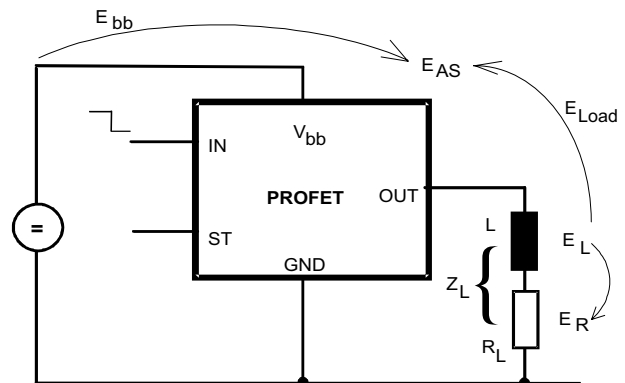 E bb
E AS
E Load
V bb
IN
PROFET
OUT
ST
GND
L
E L
Z L
{
E R
R L
=